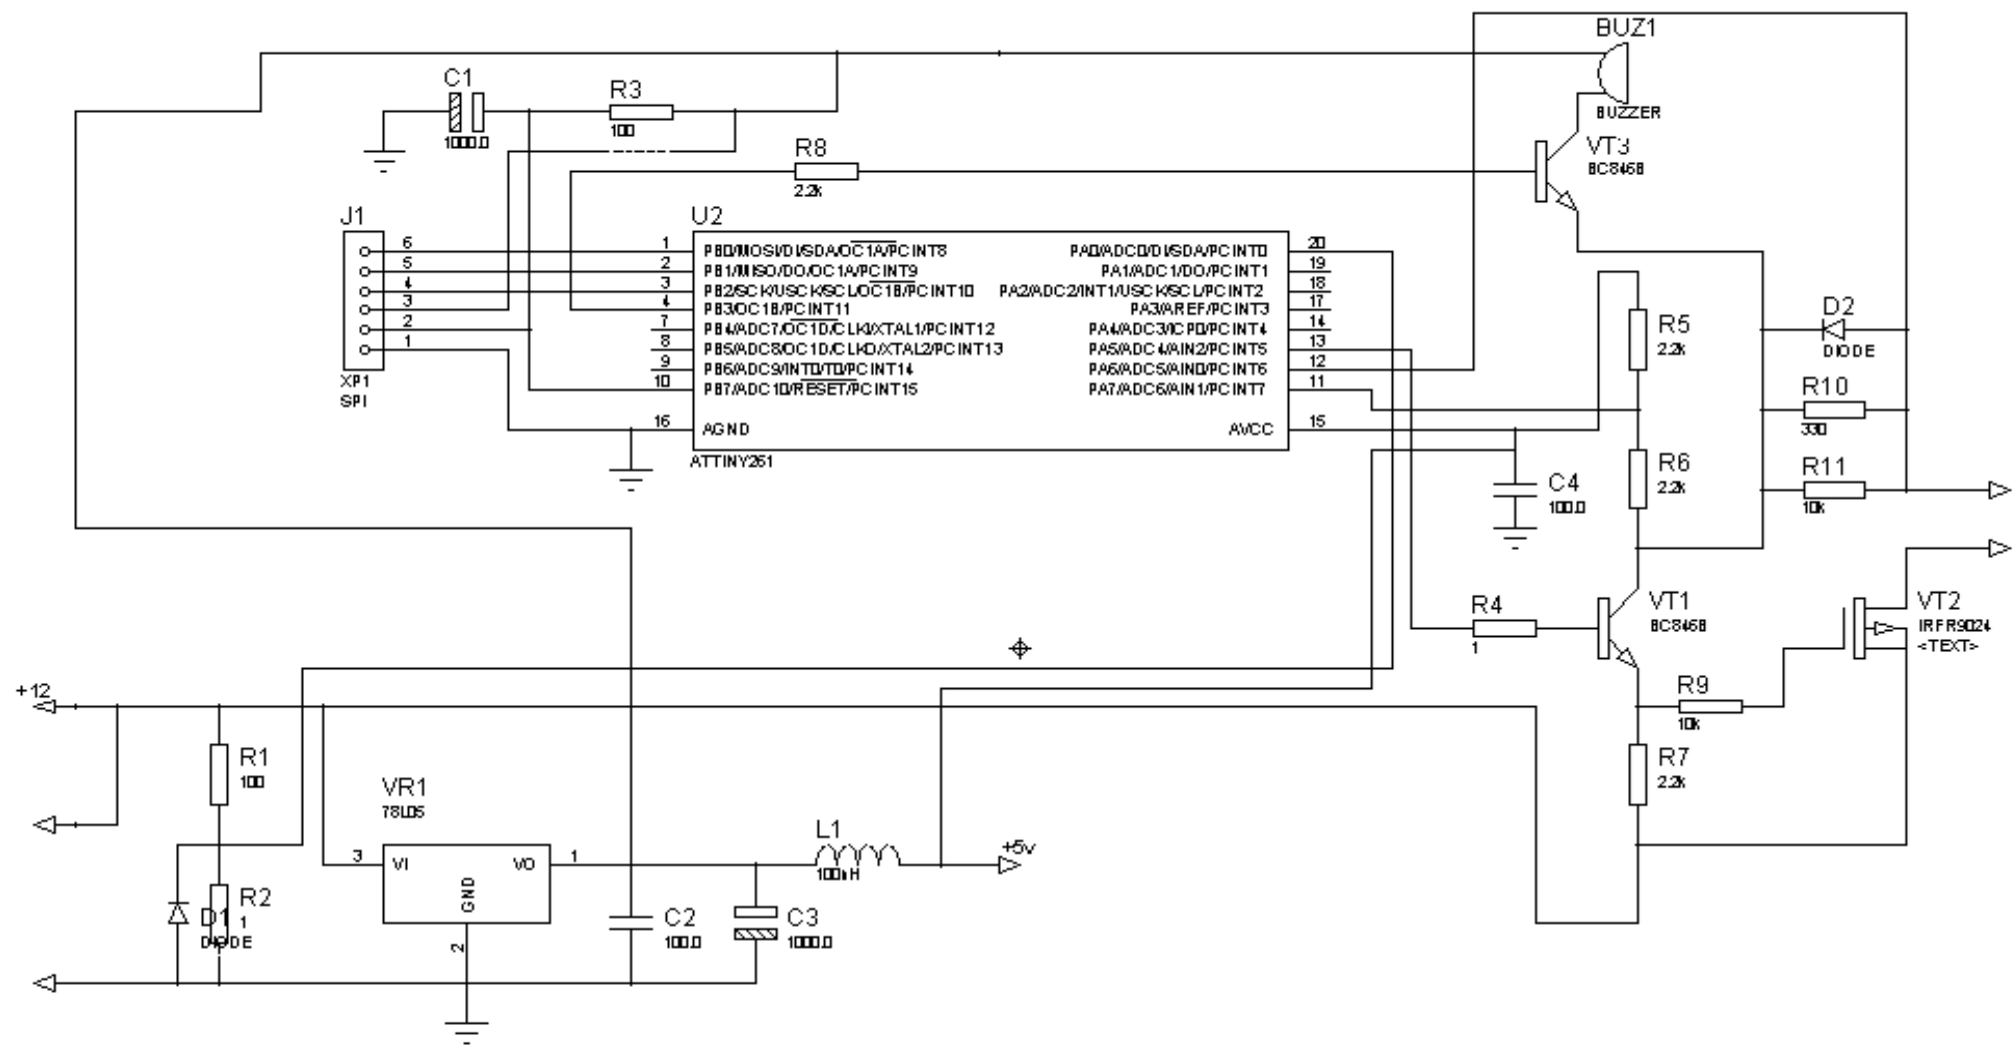 BUZ1
BUZZER
C1
1000.0
R3
100
R8
2.2k
VT3
BC846B
J1
6
5
4
3
2
1
XP1
SPI
U2
1 PB0/MOSI/DI/SDA/OC1A/PCINT8
2 PB1/MISO/DO/OC1A/PCINT9
3 PB2/SCK/USCK/SCL/OC1B/PCINT10
4 PB3/OC1B/PCINT11
7 PB4/ADC7/OC1D/CLKI/XTAL1/PCINT12
8 PB5/ADC8/OC1D/CLKO/XTAL2/PCINT13
9 PB6/ADC9/INT0/T0/PCINT14
10 PB7/ADC10/RESET/PCINT15
16 AGND
PA0/ADC0/DI/SDA/PCINT0 20
PA1/ADC1/DO/PCINT1 19
PA2/ADC2/INT1/USCK/SCL/PCINT2 18
PA3/AREF/PCINT3 17
PA4/ADC3/ICP0/PCINT4 14
PA5/ADC4/AIN2/PCINT5 13
PA6/ADC5/AIN0/PCINT6 12
PA7/ADC6/AIN1/PCINT7 11
AVCC 15
ATTINY261
R5
2.2k
D2
DIODE
R10
330
R6
2.2k
R11
10k
C4
100.0
R4
1
VT1
BC846B
VT2
IRFR9024
<TEXT>
R9
10k
R7
2.2k
+12
R1
100
VR1
78L05
3 VI
VO 1
GND
2
L1
100uH
+5v
D1
DIODE
R2
1
C2
100.0
C3
1000.0